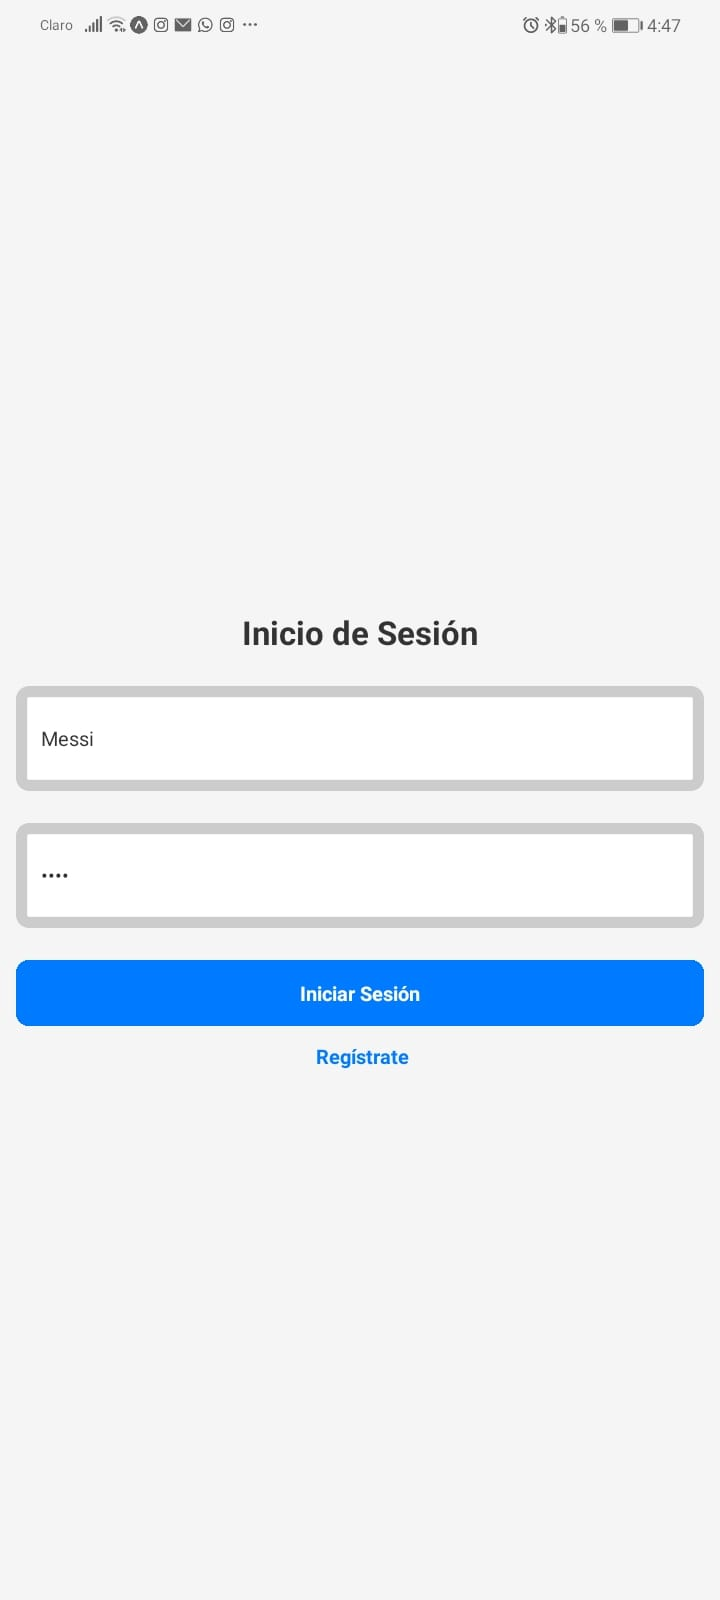 Claro 56 % 4:47
Inicio de Sesión
Messi
••••
Iniciar Sesión
Regístrate